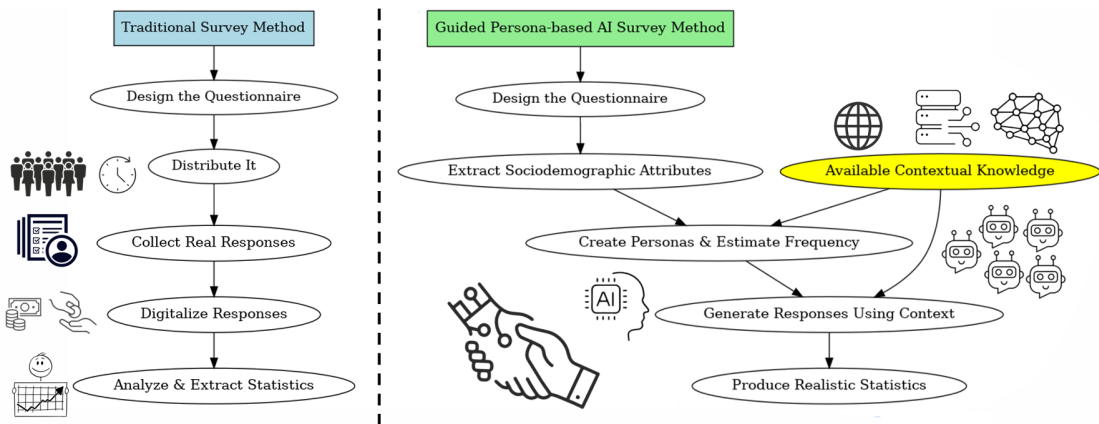 Traditional Survey Method
Design the Questionnaire
Distribute It
Collect Real Responses
Digitalize Responses
Analyze & Extract Statistics
Guided Persona-based AI Survey Method
Design the Questionnaire
Extract Sociodemographic Attributes
Available Contextual Knowledge
Create Personas & Estimate Frequency
AI
Generate Responses Using Context
Produce Realistic Statistics